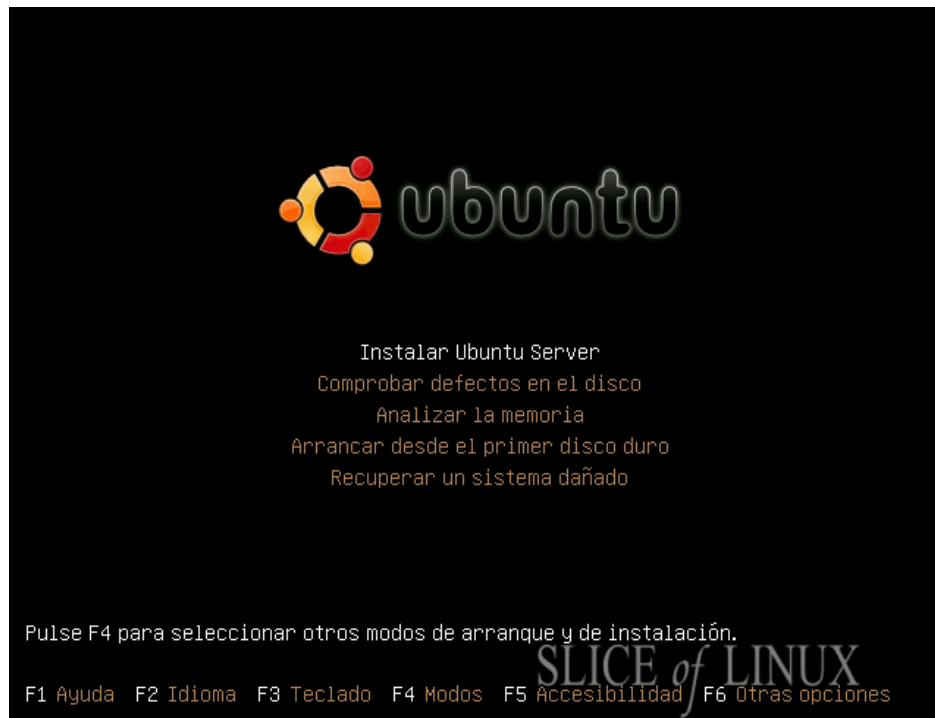 ubuntu
Instalar Ubuntu Server
Comprobar defectos en el disco
Analizar la memoria
Arrancar desde el primer disco duro
Recuperar un sistema dañado
Pulse F4 para seleccionar otros modos de arranque y de instalación.
SLICE of LINUX
F1 Ayuda F2 Idioma F3 Teclado F4 Modos F5 Accesibilidad F6 Otras opciones